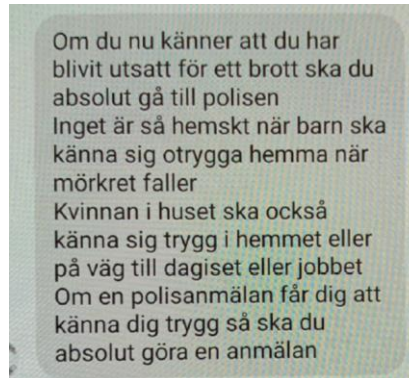 Om du nu känner att du har
blivit utsatt för ett brott ska du
absolut gå till polisen
Inget är så hemskt när barn ska
känna sig otrygga hemma när
mörkret faller
Kvinnan i huset ska också
känna sig trygg i hemmet eller
på väg till dagiset eller jobbet
Om en polisanmälan får dig att
känna dig trygg så ska du
absolut göra en anmälan